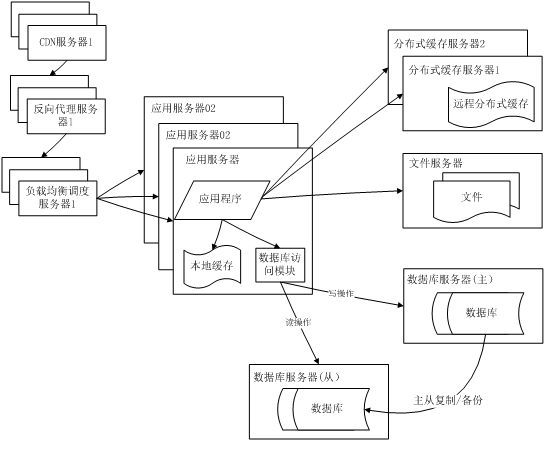 CDN服务器1
反向代理服务
器1
负载均衡调度
服务器1
应用服务器02
应用服务器02
应用服务器
应用程序
本地缓存
数据库访
问模块
分布式缓存服务器2
分布式缓存服务器1
远程分布式缓存
文件服务器
文件
数据库服务器(主)
数据库
写操作
读操作
数据库服务器(从)
数据库
主从复制/备份